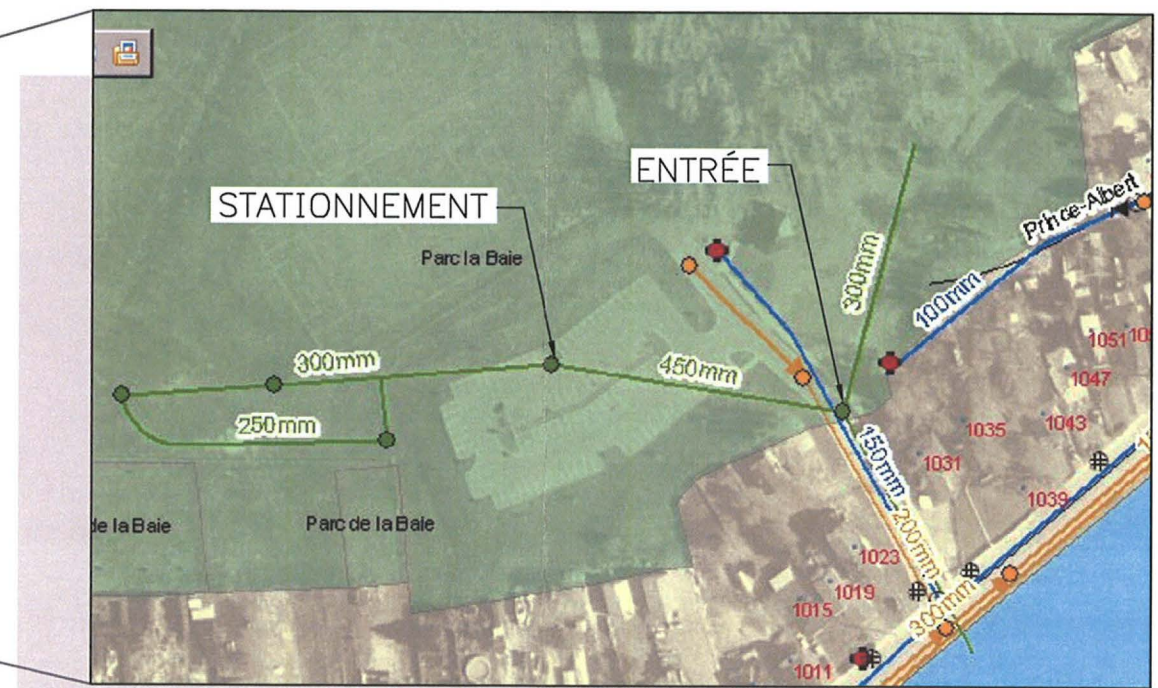 STATIONNEMENT
ENTRÉE
Parc la Baie
Prince-Albert
300mm
100mm
300mm
450mm
250mm
150mm
200mm
300mm
de la Baie
Parc de la Baie
1051
1047
1043
1035
1031
1039
1023
1019
1015
1011